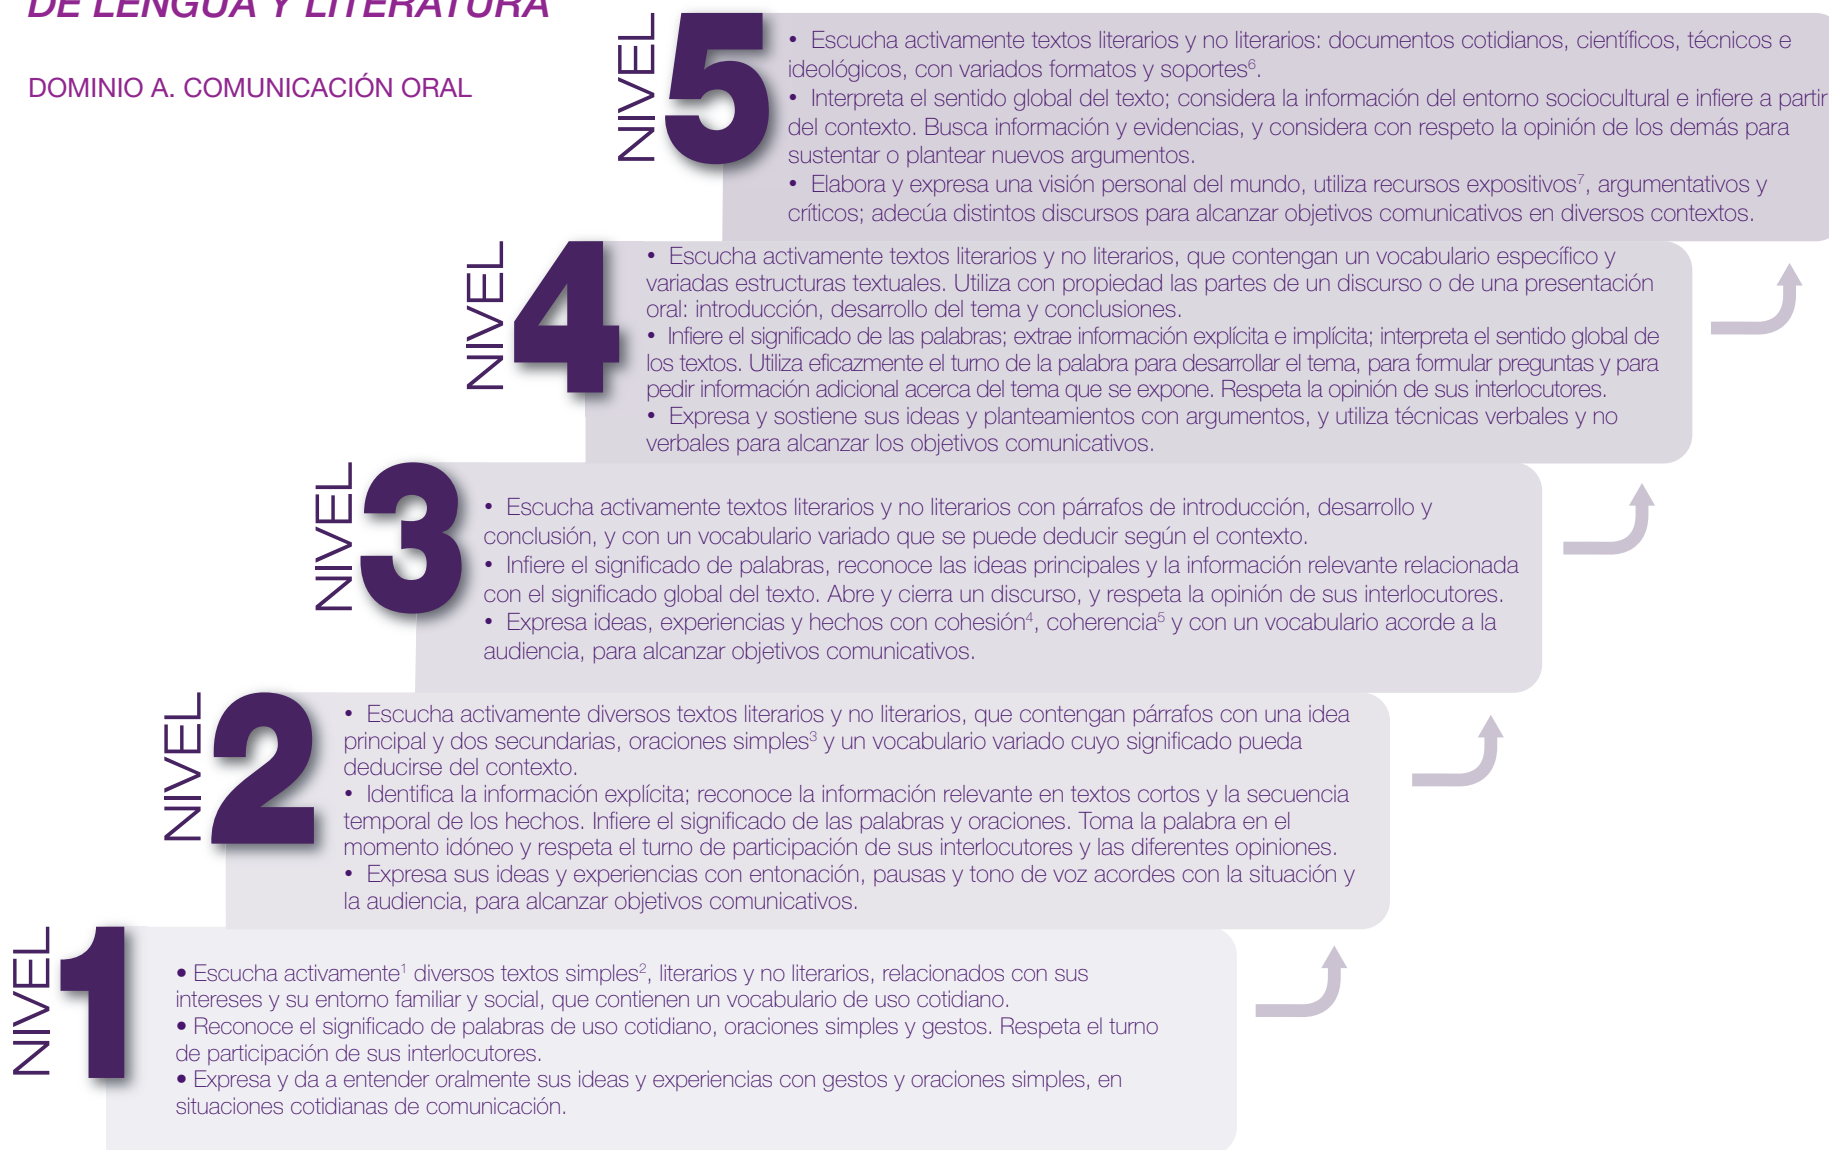 DE LENGUA Y LITERATURA
DOMINIO A. COMUNICACIÓN ORAL
NIVEL 5
• Escucha activamente textos literarios y no literarios: documentos cotidianos, científicos, técnicos e
ideológicos, con variados formatos y soportes⁶.
• Interpreta el sentido global del texto; considera la información del entorno sociocultural e infiere a partir
del contexto. Busca información y evidencias, y considera con respeto la opinión de los demás para
sustentar o plantear nuevos argumentos.
• Elabora y expresa una visión personal del mundo, utiliza recursos expositivos⁷, argumentativos y
críticos; adecúa distintos discursos para alcanzar objetivos comunicativos en diversos contextos.
NIVEL 4
• Escucha activamente textos literarios y no literarios, que contengan un vocabulario específico y
variadas estructuras textuales. Utiliza con propiedad las partes de un discurso o de una presentación
oral: introducción, desarrollo del tema y conclusiones.
• Infiere el significado de las palabras; extrae información explícita e implícita; interpreta el sentido global de
los textos. Utiliza eficazmente el turno de la palabra para desarrollar el tema, para formular preguntas y para
pedir información adicional acerca del tema que se expone. Respeta la opinión de sus interlocutores.
• Expresa y sostiene sus ideas y planteamientos con argumentos, y utiliza técnicas verbales y no
verbales para alcanzar los objetivos comunicativos.
NIVEL 3
• Escucha activamente textos literarios y no literarios con párrafos de introducción, desarrollo y
conclusión, y con un vocabulario variado que se puede deducir según el contexto.
• Infiere el significado de palabras, reconoce las ideas principales y la información relevante relacionada
con el significado global del texto. Abre y cierra un discurso, y respeta la opinión de sus interlocutores.
• Expresa ideas, experiencias y hechos con cohesión⁴, coherencia⁵ y con un vocabulario acorde a la
audiencia, para alcanzar objetivos comunicativos.
NIVEL 2
• Escucha activamente diversos textos literarios y no literarios, que contengan párrafos con una idea
principal y dos secundarias, oraciones simples³ y un vocabulario variado cuyo significado pueda
deducirse del contexto.
• Identifica la información explícita; reconoce la información relevante en textos cortos y la secuencia
temporal de los hechos. Infiere el significado de las palabras y oraciones. Toma la palabra en el
momento idóneo y respeta el turno de participación de sus interlocutores y las diferentes opiniones.
• Expresa sus ideas y experiencias con entonación, pausas y tono de voz acordes con la situación y
la audiencia, para alcanzar objetivos comunicativos.
NIVEL 1
• Escucha activamente¹ diversos textos simples², literarios y no literarios, relacionados con sus
intereses y su entorno familiar y social, que contienen un vocabulario de uso cotidiano.
• Reconoce el significado de palabras de uso cotidiano, oraciones simples y gestos. Respeta el turno
de participación de sus interlocutores.
• Expresa y da a entender oralmente sus ideas y experiencias con gestos y oraciones simples, en
situaciones cotidianas de comunicación.